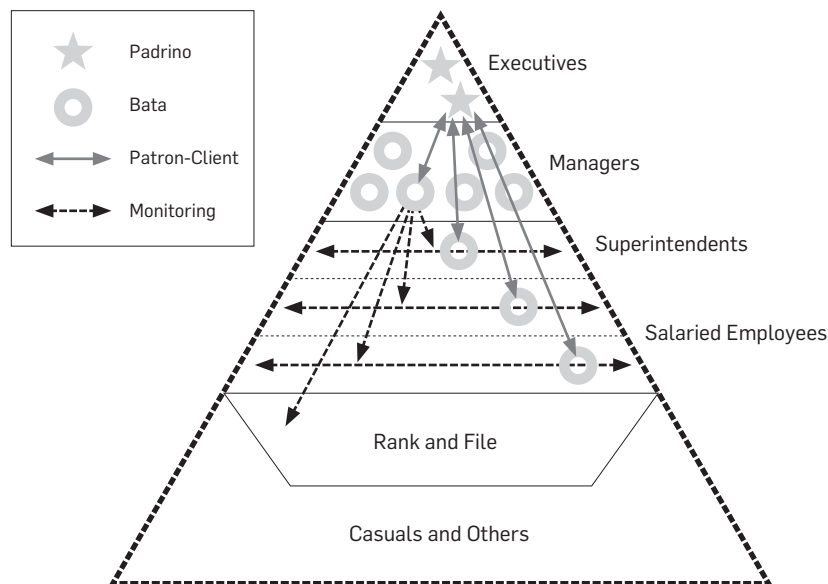 Padrino
Bata
Patron-Client
Monitoring
Executives
Managers
Superintendents
Salaried Employees
Rank and File
Casuals and Others